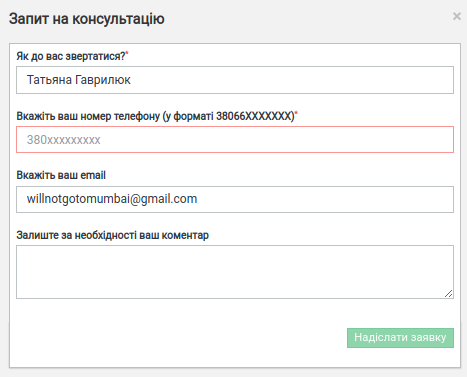 Запит на консультацію ×
Як до вас звертатися?*
Татьяна Гаврилюк
Вкажіть ваш номер телефону (у форматі 38066XXXXXXX)*
380xxxxxxxxx
Вкажіть ваш email
willnotgotomumbai@gmail.com
Залиште за необхідності ваш коментар
Надіслати заявку